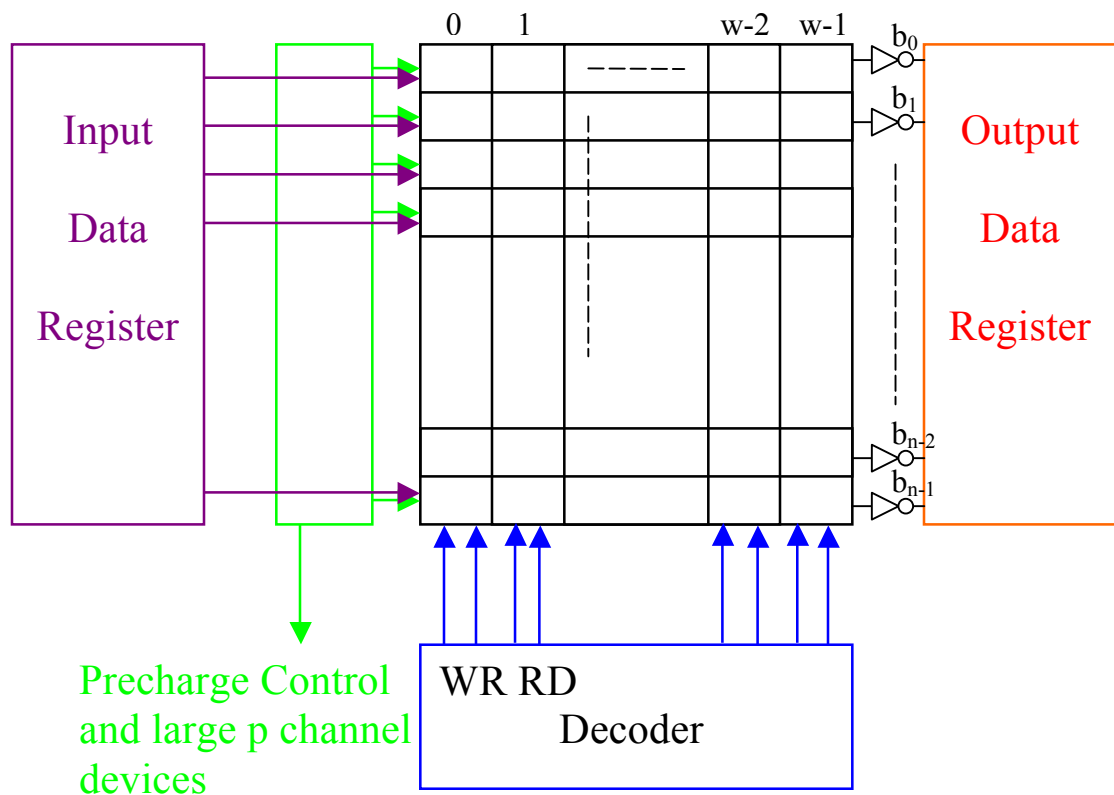 0 1 w-2 w-1
b0
b1
Input
Data
Register
Output
Data
Register
bn-2
bn-1
WR RD
Decoder
Precharge Control
and large p channel
devices